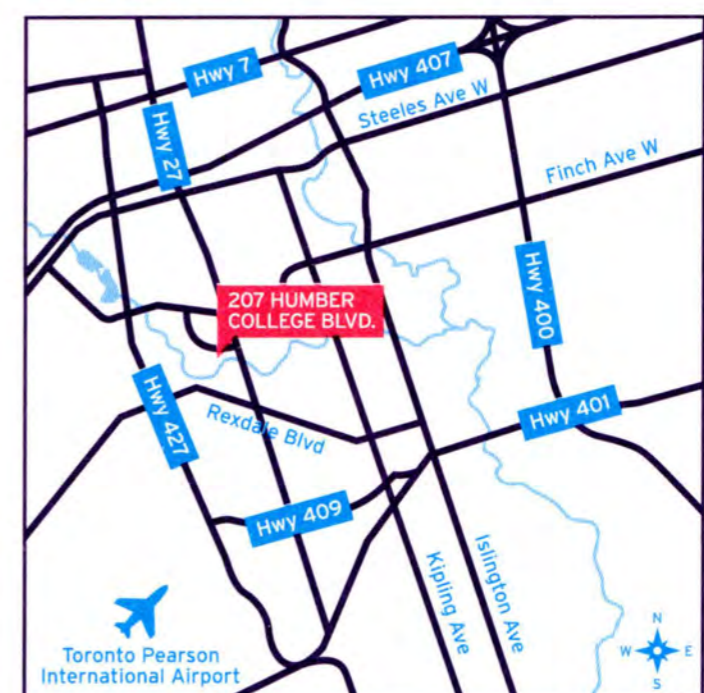 Hwy 7
Hwy 407
Steeles Ave W
Hwy 27
Finch Ave W
207 HUMBER
COLLEGE BLVD.
Hwy 400
Hwy 427
Rexdale Blvd
Hwy 401
Hwy 409
Kipling Ave
Islington Ave
Toronto Pearson
International Airport
N
W E
S